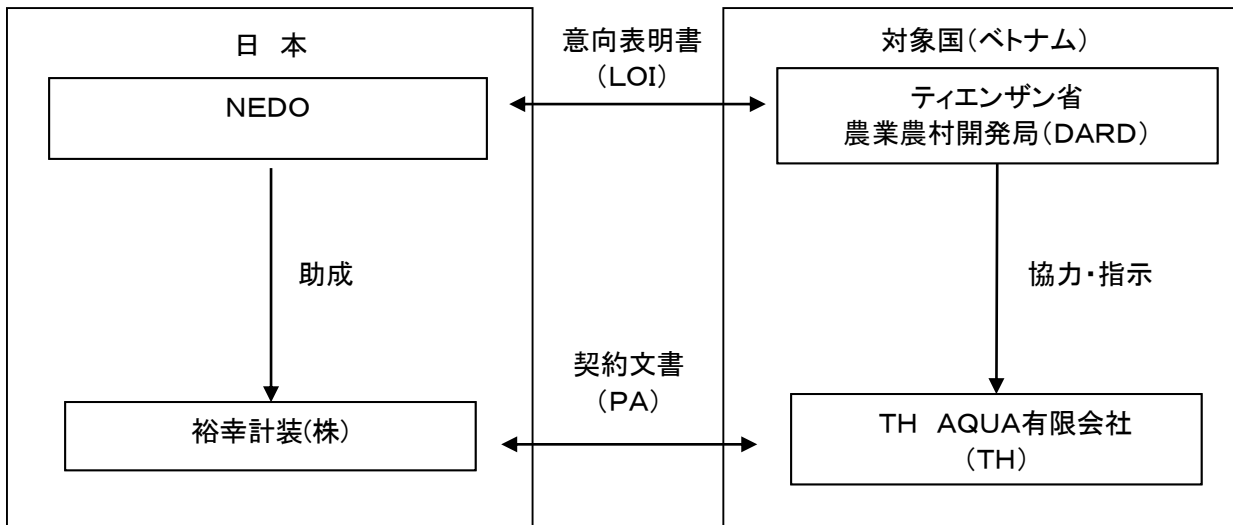 日 本
NEDO
助成
裕幸計装(株)
意向表明書
(LOI)
契約文書
(PA)
対象国(ベトナム)
ティエンザン省
農業農村開発局(DARD)
協力・指示
TH AQUA有限会社
(TH)